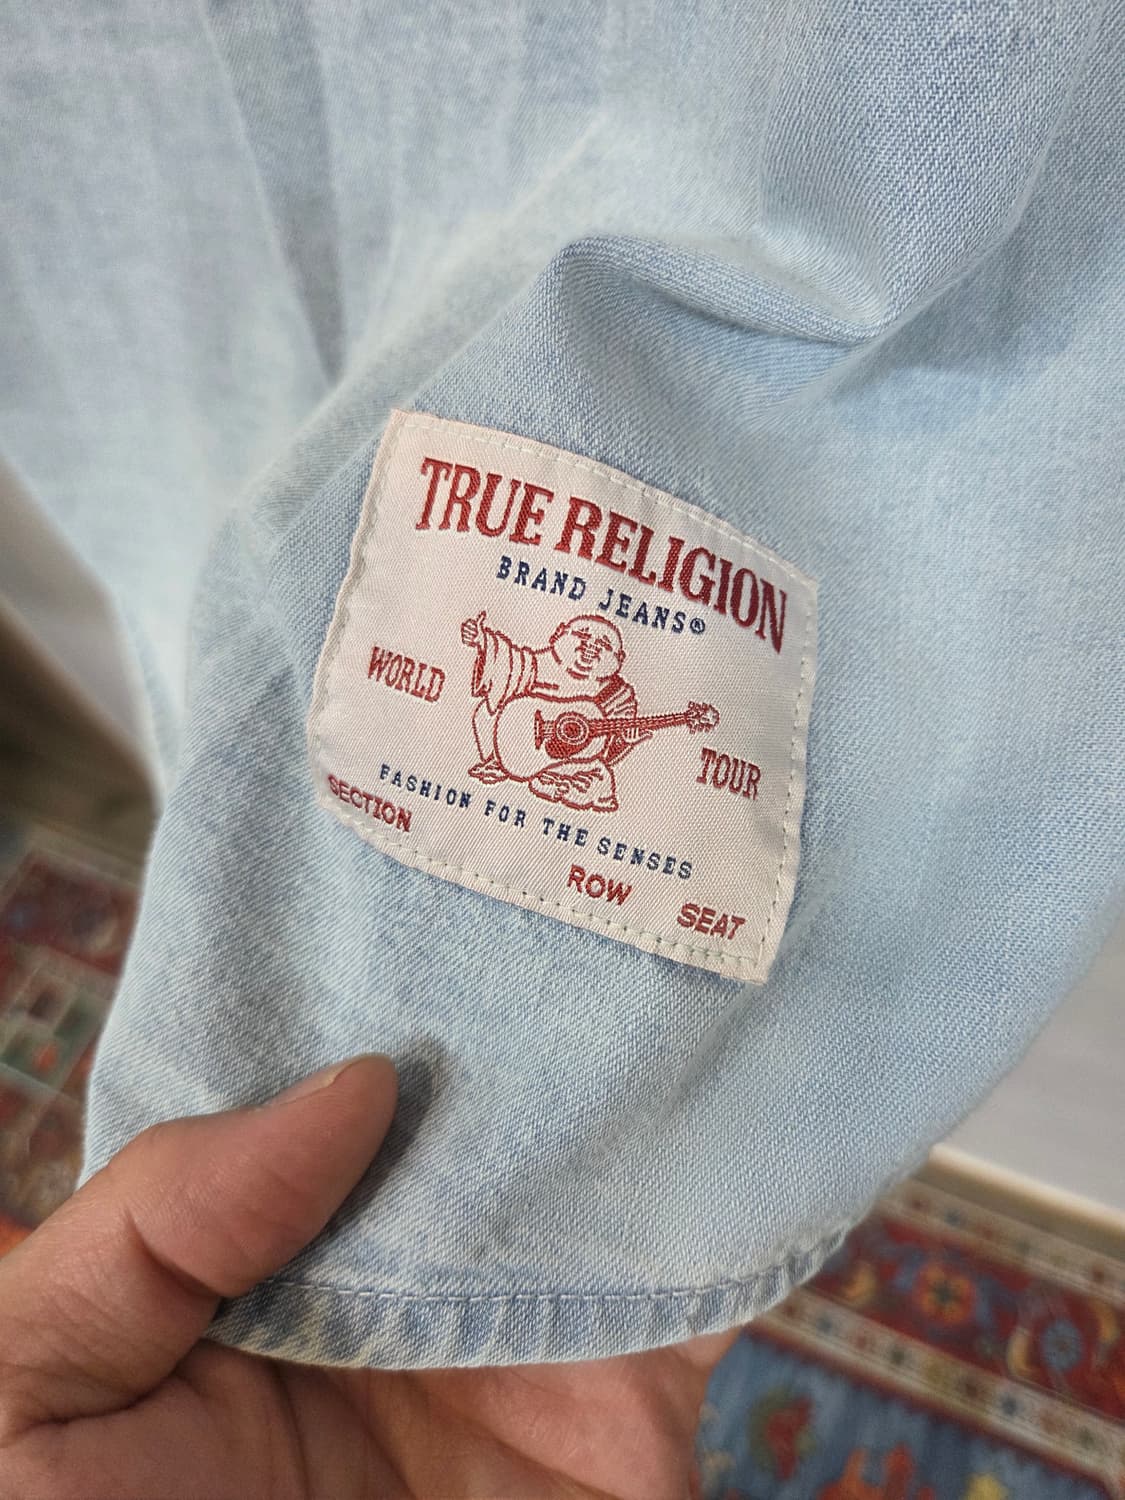 TRUE RELIGION
BRAND JEANS®
WORLD TOUR
FASHION FOR THE SENSES
SECTION ROW SEAT